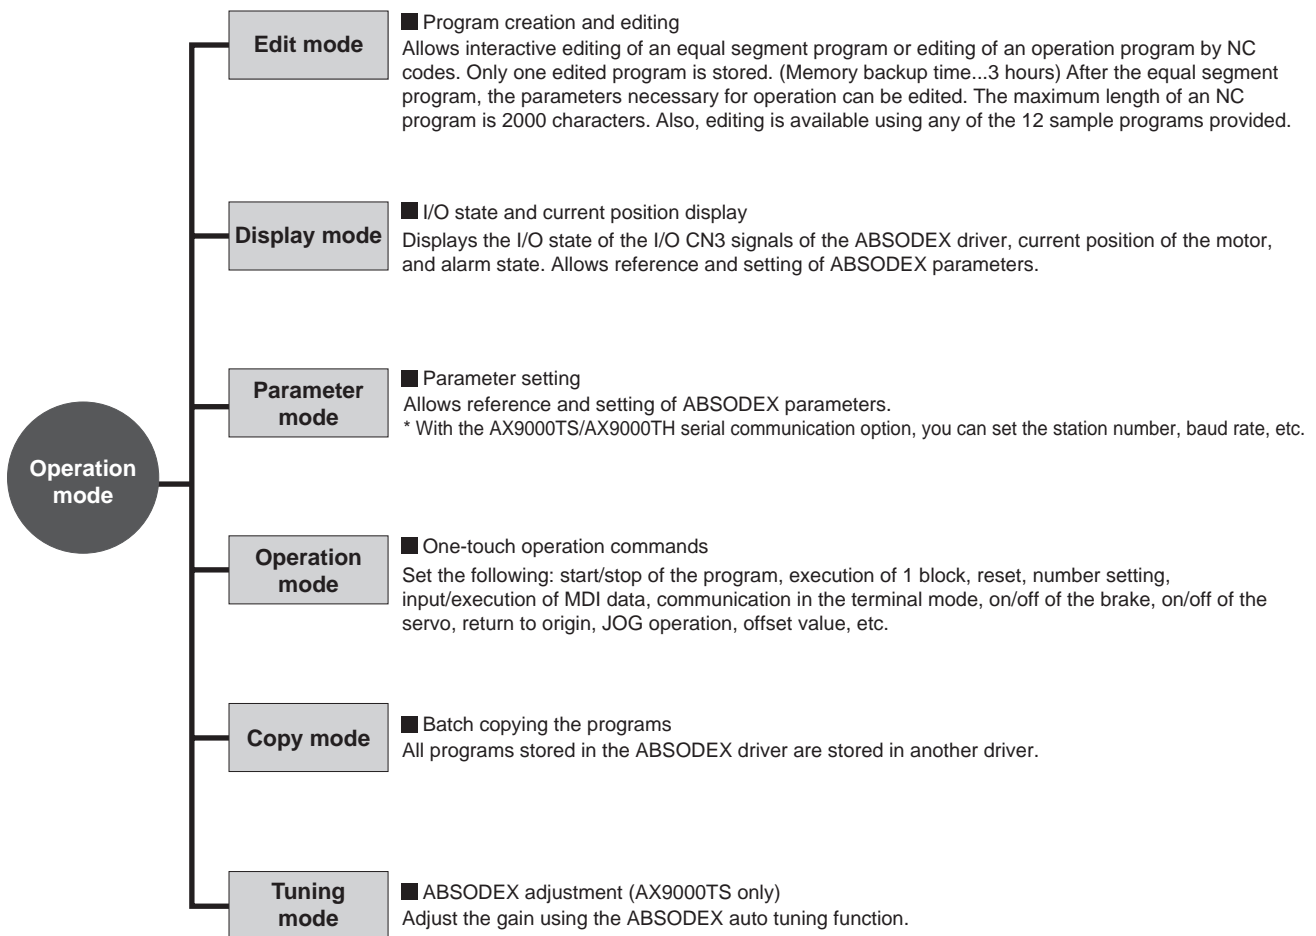 Operation
mode
Edit mode
■ Program creation and editing
Allows interactive editing of an equal segment program or editing of an operation program by NC
codes. Only one edited program is stored. (Memory backup time...3 hours) After the equal segment
program, the parameters necessary for operation can be edited. The maximum length of an NC
program is 2000 characters. Also, editing is available using any of the 12 sample programs provided.
Display mode
■ I/O state and current position display
Displays the I/O state of the I/O CN3 signals of the ABSODEX driver, current position of the motor,
and alarm state. Allows reference and setting of ABSODEX parameters.
Parameter
mode
■ Parameter setting
Allows reference and setting of ABSODEX parameters.
* With the AX9000TS/AX9000TH serial communication option, you can set the station number, baud rate, etc.
Operation
mode
■ One-touch operation commands
Set the following: start/stop of the program, execution of 1 block, reset, number setting,
input/execution of MDI data, communication in the terminal mode, on/off of the brake, on/off of the
servo, return to origin, JOG operation, offset value, etc.
Copy mode
■ Batch copying the programs
All programs stored in the ABSODEX driver are stored in another driver.
Tuning
mode
■ ABSODEX adjustment (AX9000TS only)
Adjust the gain using the ABSODEX auto tuning function.